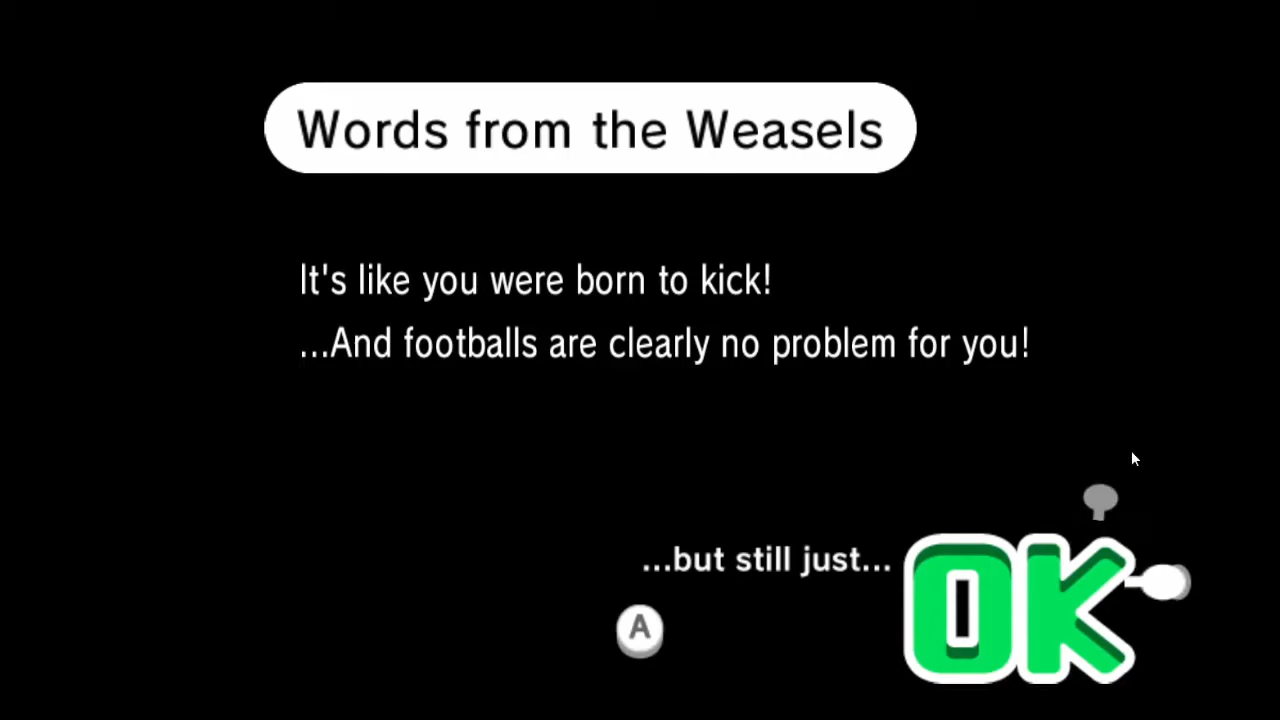 Words from the Weasels
It's like you were born to kick!
...And footballs are clearly no problem for you!
...but still just...
OK
A